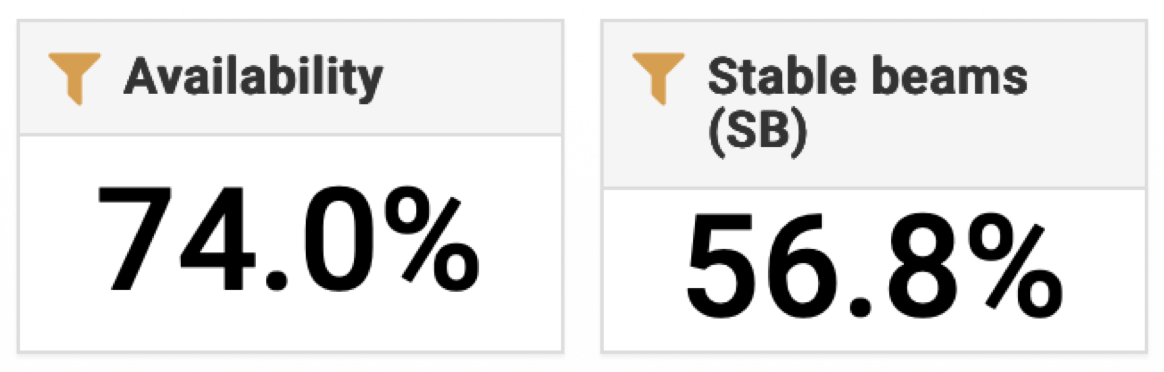 Availability
74.0%
Stable beams
(SB)
56.8%